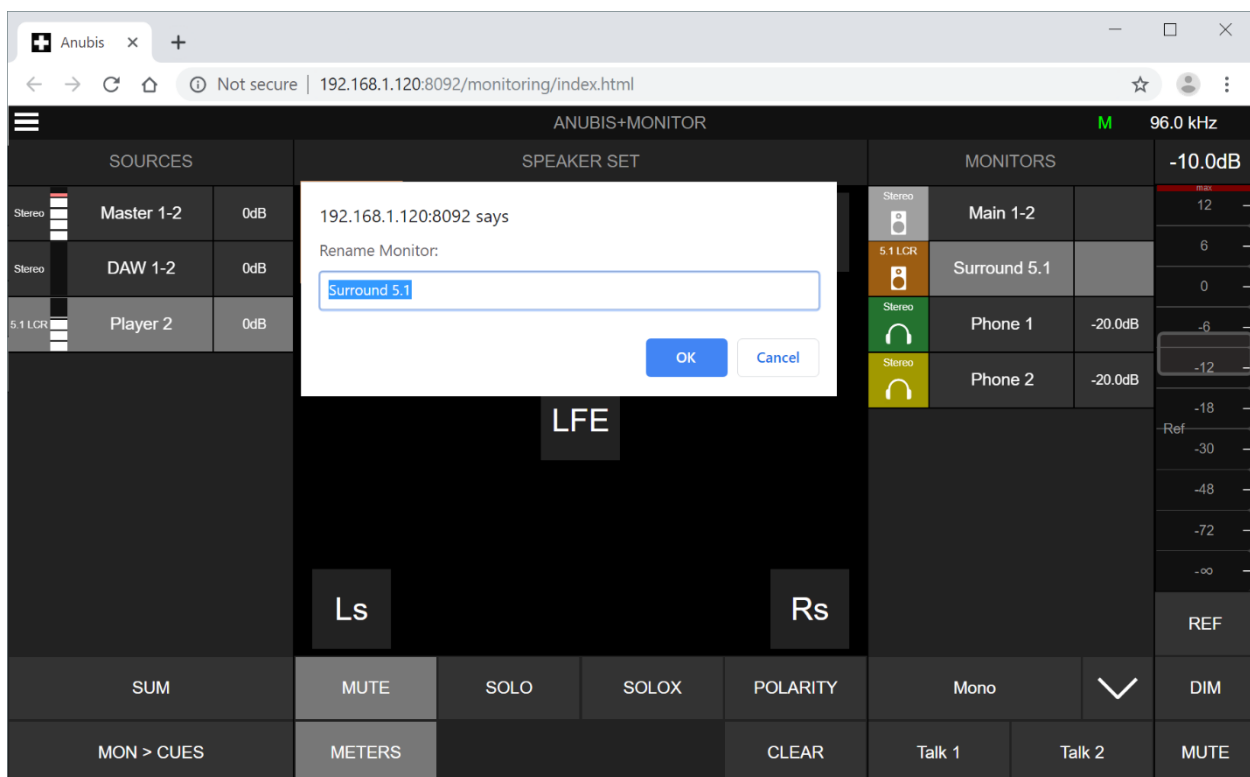 Anubis
Not secure | 192.168.1.120:8092/monitoring/index.html
ANUBIS+MONITOR
M
96.0 kHz
SOURCES
SPEAKER SET
MONITORS
-10.0dB
Stereo
Master 1-2
0dB
Stereo
DAW 1-2
0dB
5.1 LCR
Player 2
0dB
192.168.1.120:8092 says
Rename Monitor:
Surround 5.1
OK
Cancel
LFE
Ls
Rs
Stereo
Main 1-2
5.1 LCR
Surround 5.1
Stereo
Phone 1
-20.0dB
Stereo
Phone 2
-20.0dB
max
12
6
0
-6
-12
-18
Ref
-30
-48
-72
-∞
REF
SUM
MUTE
SOLO
SOLOX
POLARITY
Mono
DIM
MON > CUES
METERS
CLEAR
Talk 1
Talk 2
MUTE